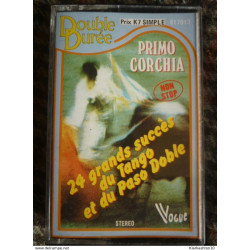 Double
Durée
Prix K7 SIMPLE
PRIMO
CORCHIA
NON
STOP
24 grands succès
du Tango
et du Paso Doble
STEREO
Vogue